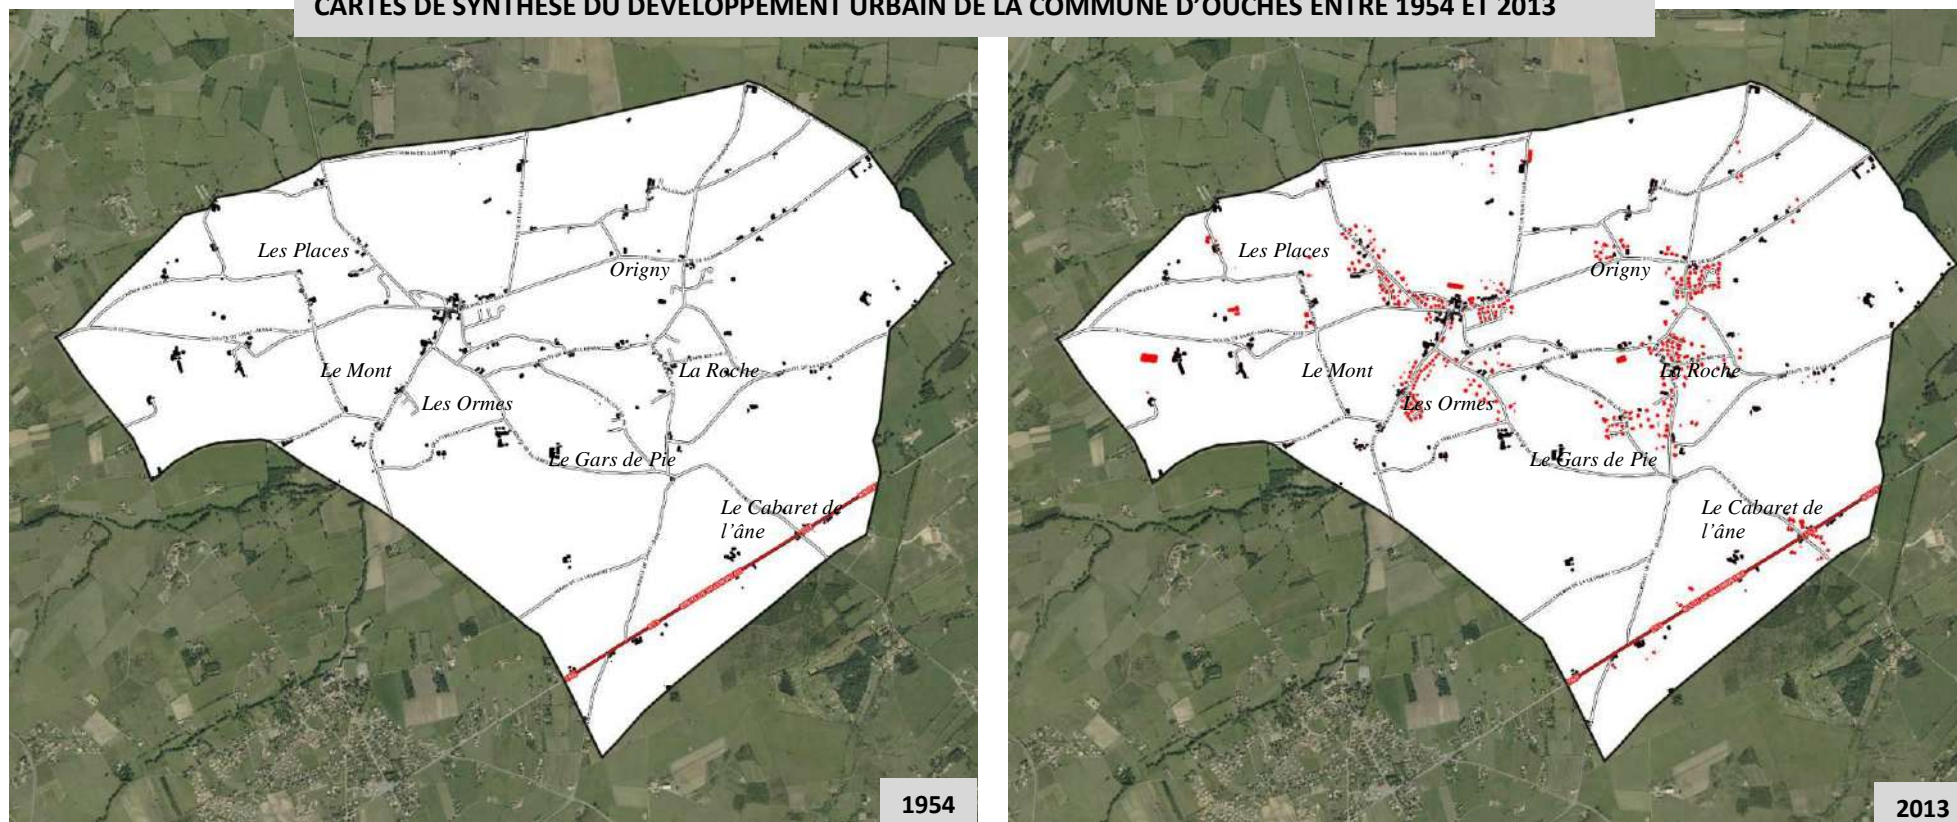 CARTES DE SYNTHESE DU DEVELOPPEMENT URBAIN DE LA COMMUNE D'OUCHES ENTRE 1954 ET 2013
Les Places
Origny
Le Mont
La Roche
Les Ormes
Le Gars de Pie
Le Cabaret de
l'âne
1954
Les Places
Origny
Le Mont
La Roche
Les Ormes
Le Gars de Pie
Le Cabaret de
l'âne
2013